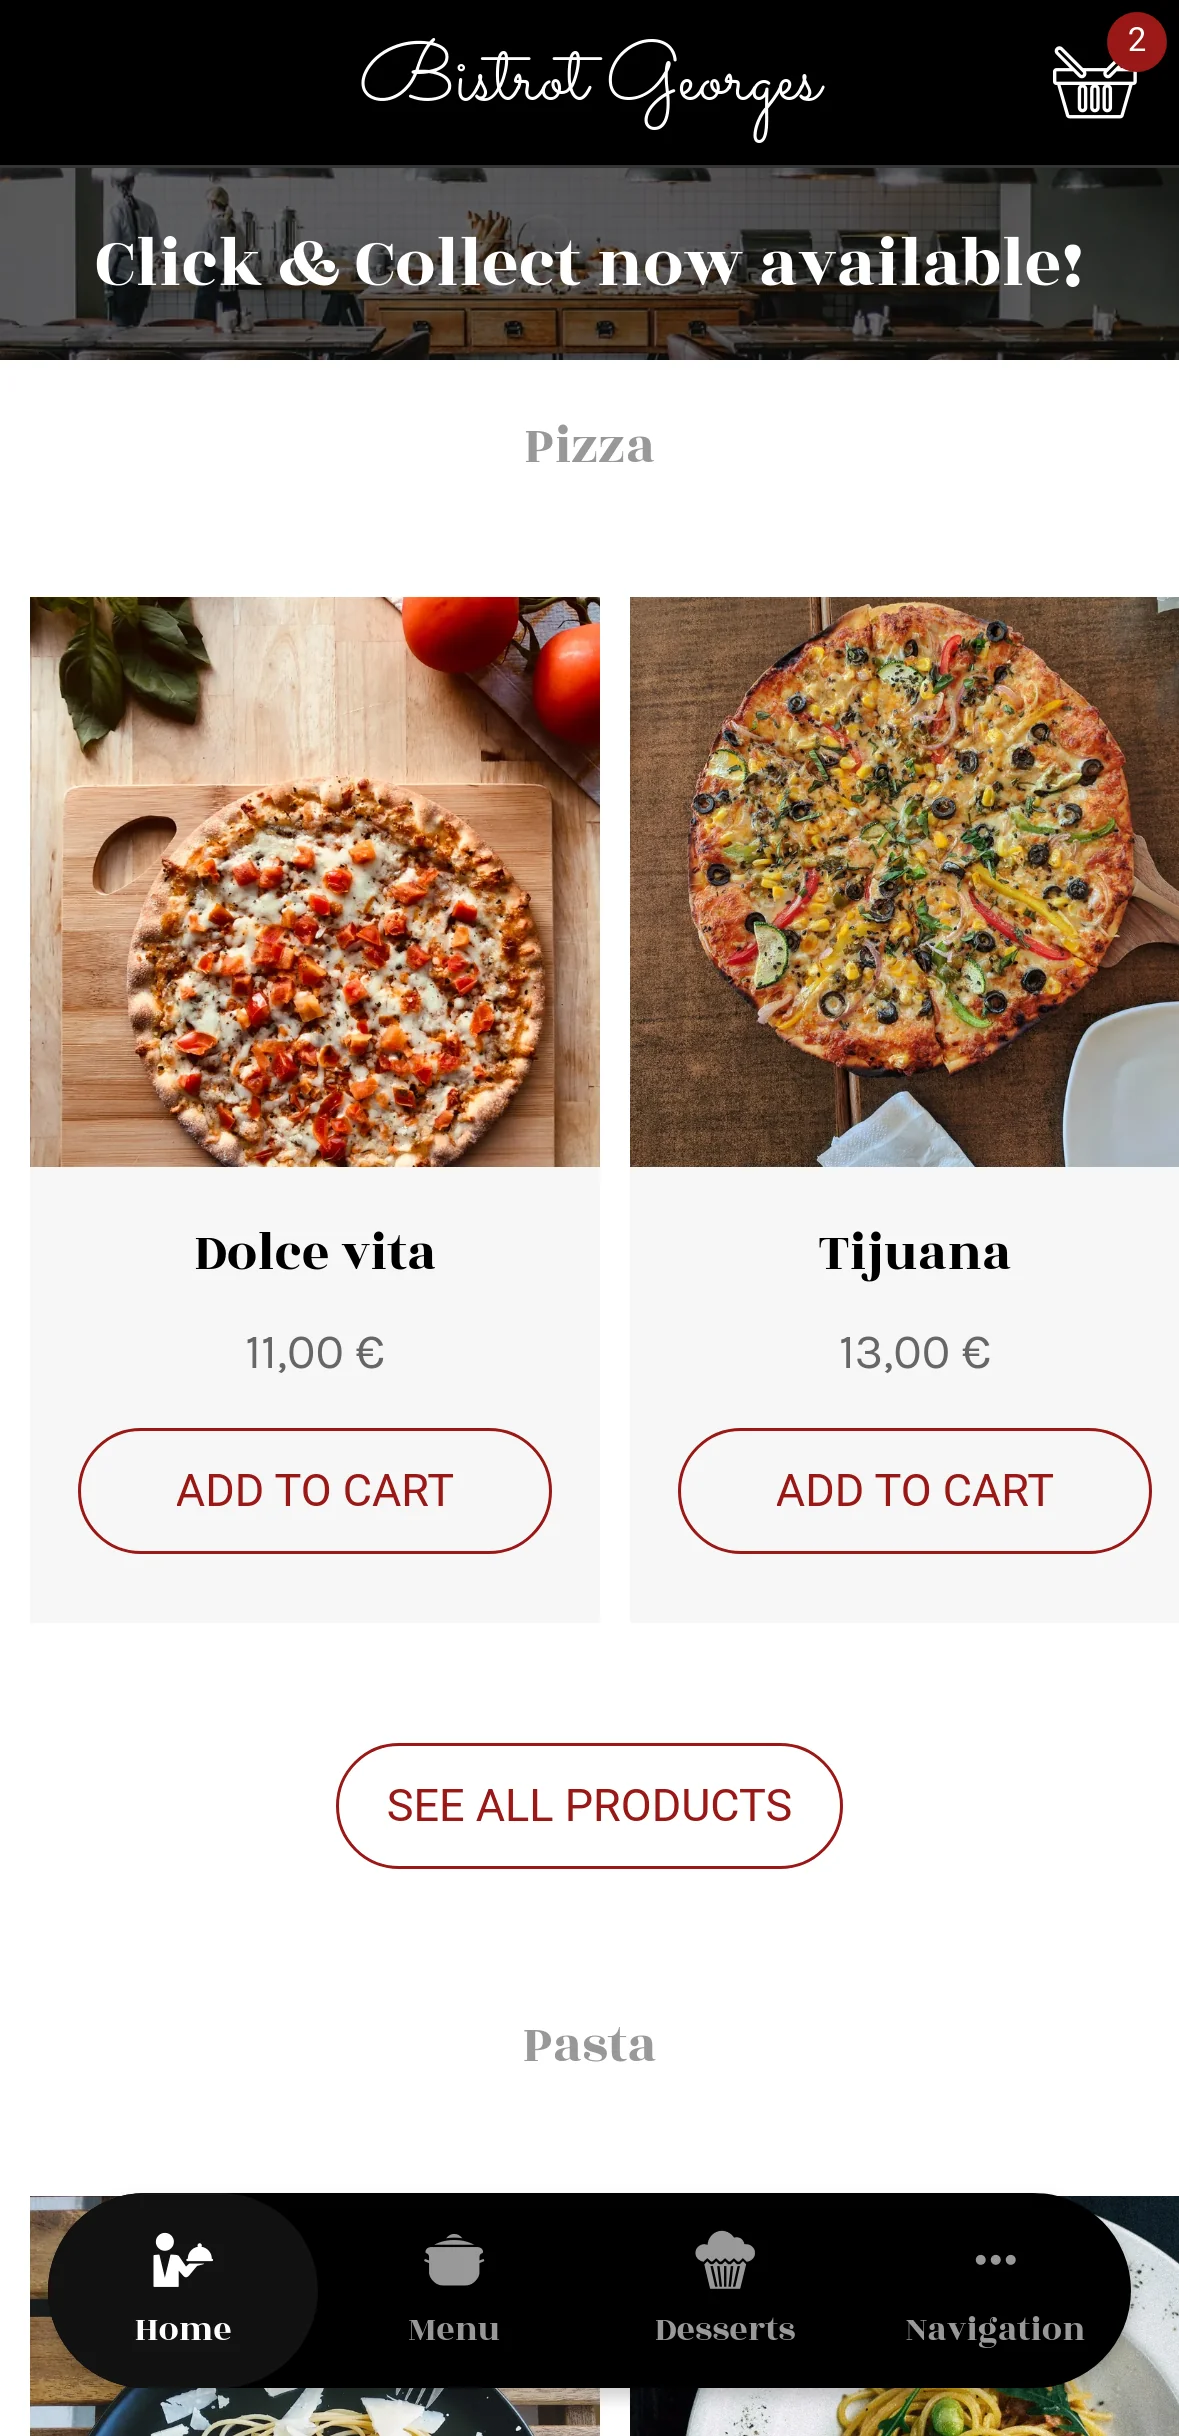 Bistrot Georges
2
Click & Collect now available!
Pizza
Dolce vita
11,00 €
ADD TO CART
Tijuana
13,00 €
ADD TO CART
SEE ALL PRODUCTS
Pasta
Home
Menu
Desserts
Navigation